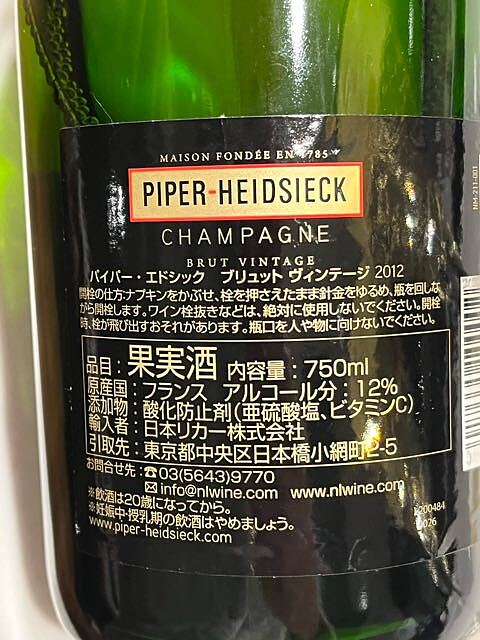 MAISON FONDÉE EN 1785
PIPER-HEIDSIECK
CHAMPAGNE
BRUT VINTAGE
パイパー・エドシック ブリュット ヴィンテージ 2012
開栓の仕方:ナプキンをかぶせ、栓を押さえたまま針金をゆるめ、瓶を回しな
がら開栓します。ワイン栓抜きなどは、絶対に使用しないでください。開栓
時、栓が飛び出すおそれがあります。瓶口を人や物に向けないでください。
品目:果実酒 内容量:750ml
原産国:フランス アルコール分:12%
添加物:酸化防止剤(亜硫酸塩、ビタミンC)
輸入者:日本リカー株式会社
引取先:東京都中央区日本橋小網町2-5
お問合せ先:☎03(5643)9770
✉info@nlwine.com www.nlwine.com
※飲酒は20歳になってから。
※妊娠中・授乳期の飲酒はやめましょう。
www.piper-heidsieck.com
NM-211-001